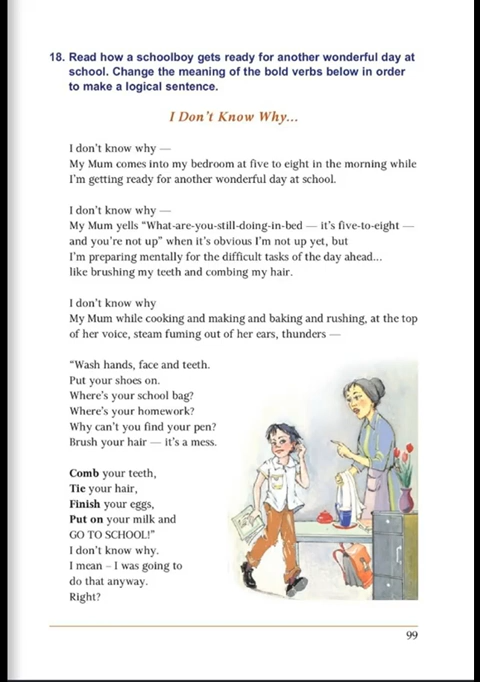 18. Read how a schoolboy gets ready for another wonderful day at
school. Change the meaning of the bold verbs below in order
to make a logical sentence.
I Don't Know Why...
I don't know why —
My Mum comes into my bedroom at five to eight in the morning while
I'm getting ready for another wonderful day at school.
I don't know why —
My Mum yells “What-are-you-still-doing-in-bed — it's five-to-eight —
and you're not up” when it's obvious I'm not up yet, but
I'm preparing mentally for the difficult tasks of the day ahead...
like brushing my teeth and combing my hair.
I don't know why
My Mum while cooking and making and baking and rushing, at the top
of her voice, steam fuming out of her ears, thunders —
“Wash hands, face and teeth.
Put your shoes on.
Where's your school bag?
Where's your homework?
Why can't you find your pen?
Brush your hair — it's a mess.
Comb your teeth,
Tie your hair,
Finish your eggs,
Put on your milk and
GO TO SCHOOL!”
I don't know why.
I mean – I was going to
do that anyway.
Right?
99